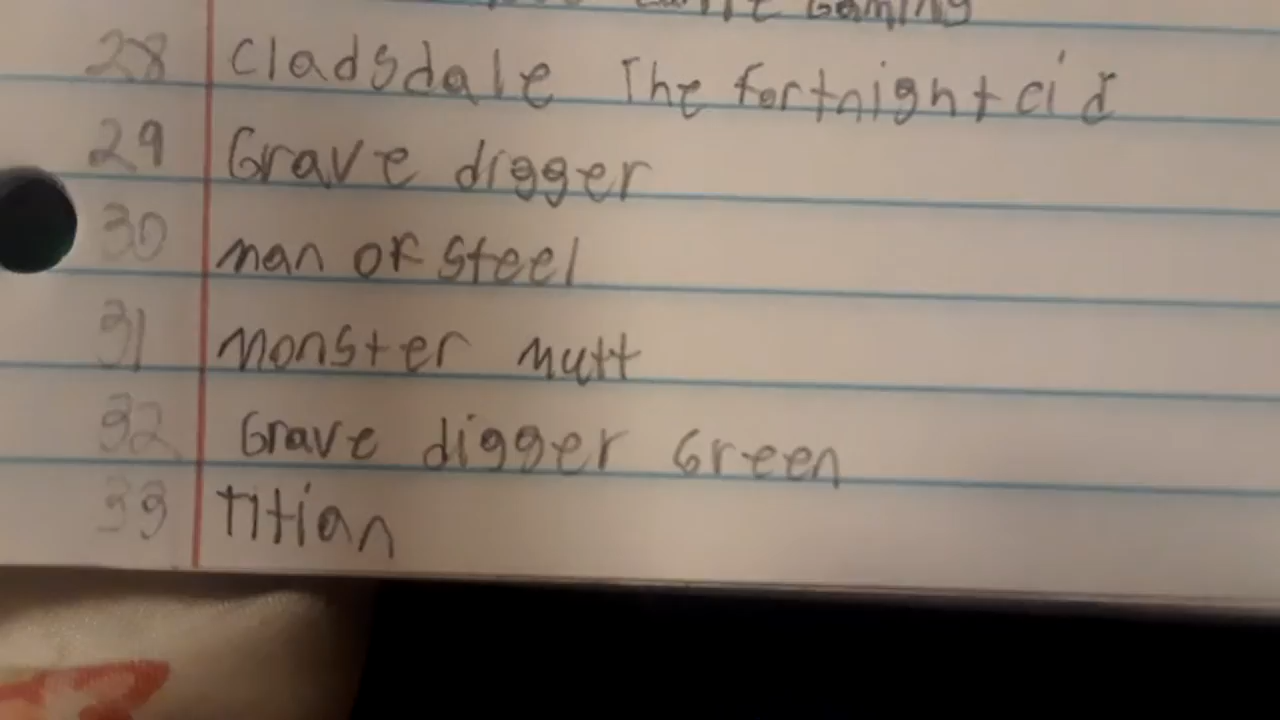 Gaming
28 Cladsdale The fortnight cid
29 Grave digger
30 man of steel
31 Monster mutt
32 Grave digger Green
33 Titian